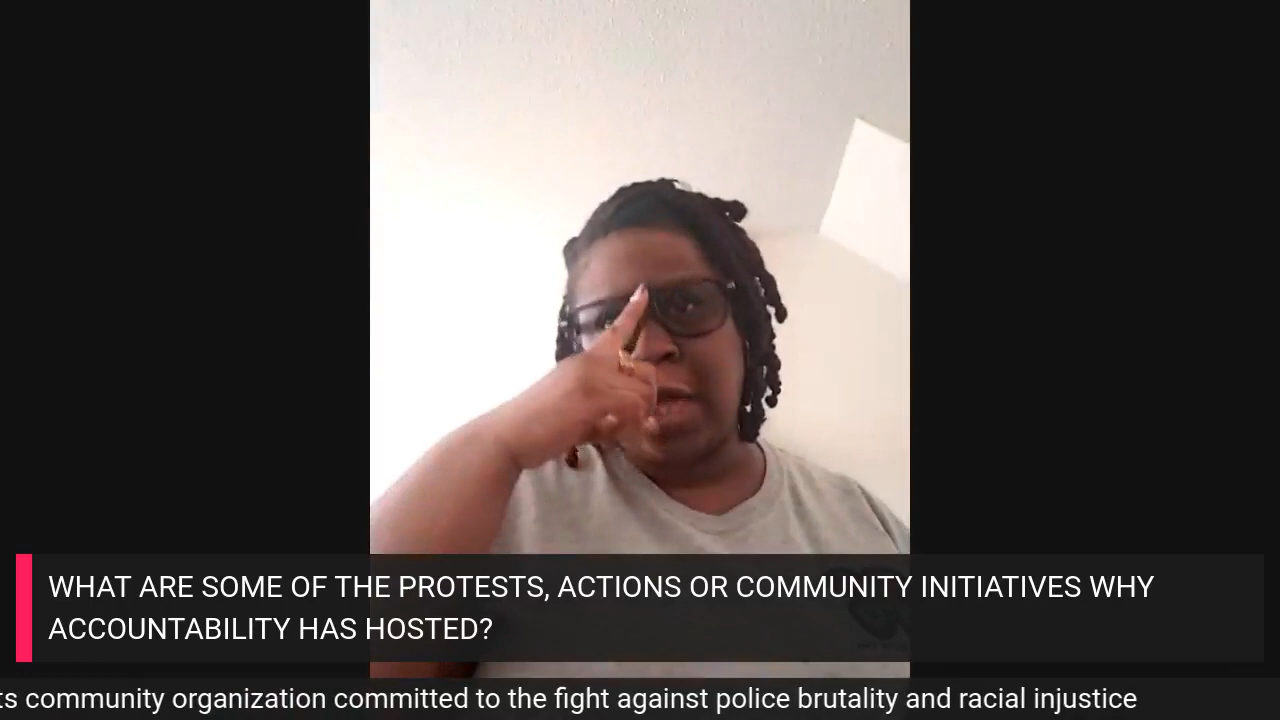 WHAT ARE SOME OF THE PROTESTS, ACTIONS OR COMMUNITY INITIATIVES WHY
ACCOUNTABILITY HAS HOSTED?
community organization committed to the fight against police brutality and racial injustice